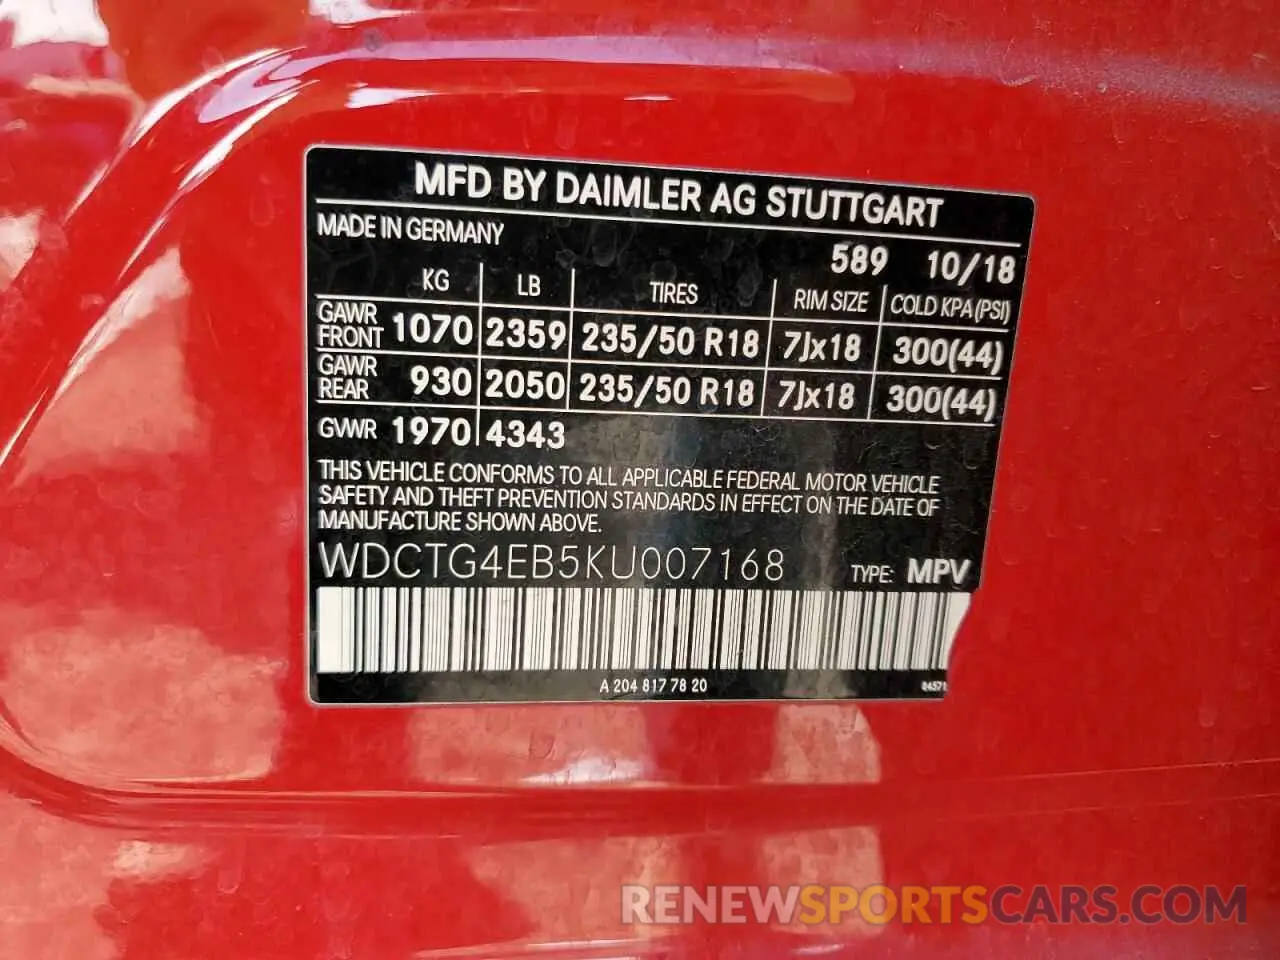 MFD BY DAIMLER AG STUTTGART
MADE IN GERMANY
589 10/18
KG LB TIRES RIM SIZE COLD KPA (PSI)
GAWR FRONT 1070 2359 235/50 R18 7Jx18 300(44)
GAWR REAR 930 2050 235/50 R18 7Jx18 300(44)
GVWR 1970 4343
THIS VEHICLE CONFORMS TO ALL APPLICABLE FEDERAL MOTOR VEHICLE
SAFETY AND THEFT PREVENTION STANDARDS IN EFFECT ON THE DATE OF
MANUFACTURE SHOWN ABOVE.
WDCTG4EB5KU007168 TYPE: MPV
A 204 817 78 20
RENEWSPORTSCARS.COM